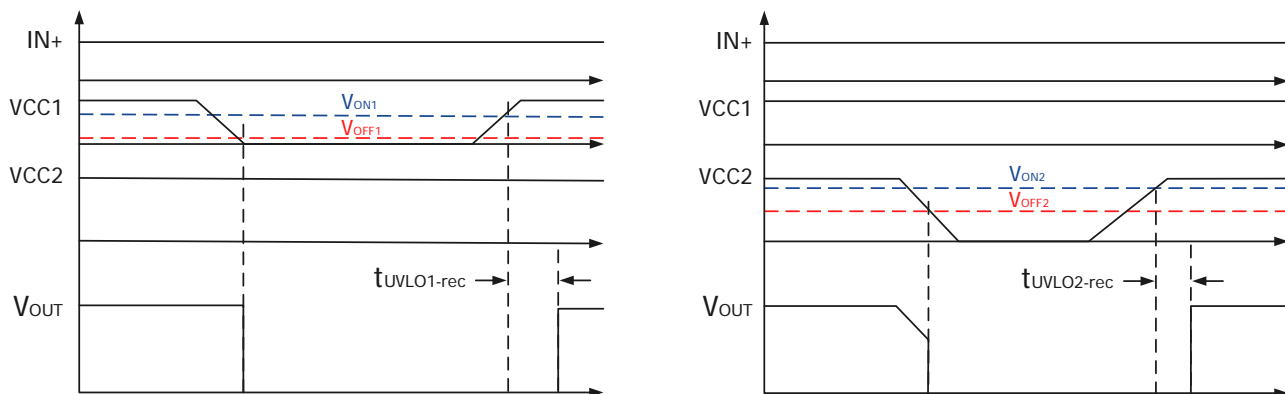 IN+
VCC1
VON1
VOFF1
VCC2
tUVLO1-rec
VOUT
IN+
VCC1
VCC2
VON2
VOFF2
tUVLO2-rec
VOUT